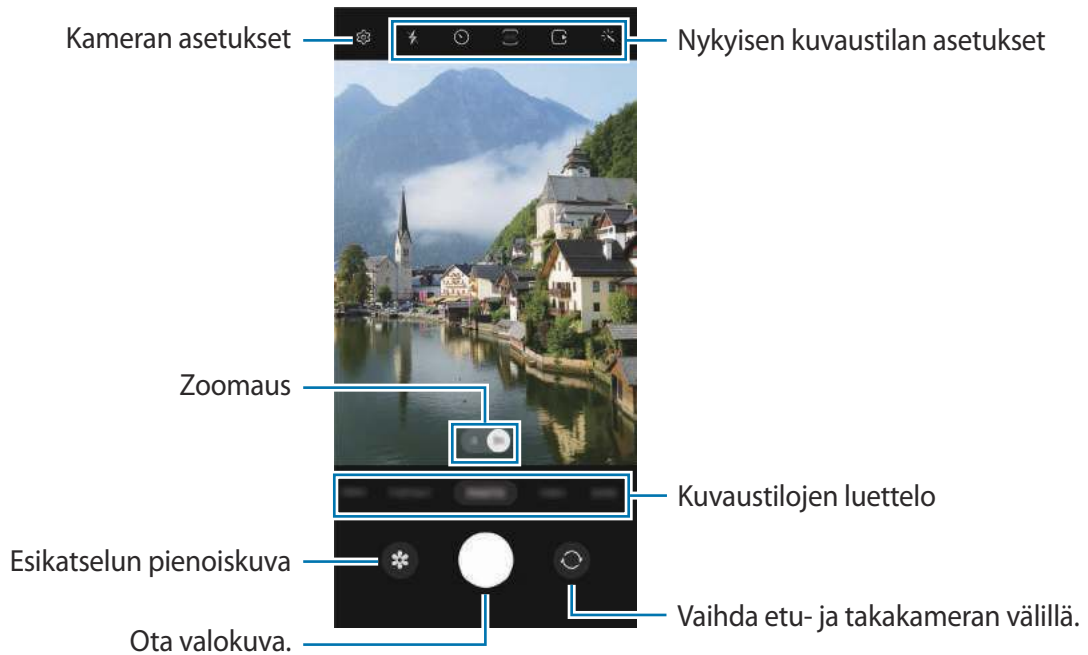 Kameran asetukset
Nykyisen kuvaustilan asetukset
Zoomaus
Kuvaustilojen luettelo
Esikatselun pienoiskuva
Vaihda etu- ja takakameran välillä.
Ota valokuva.